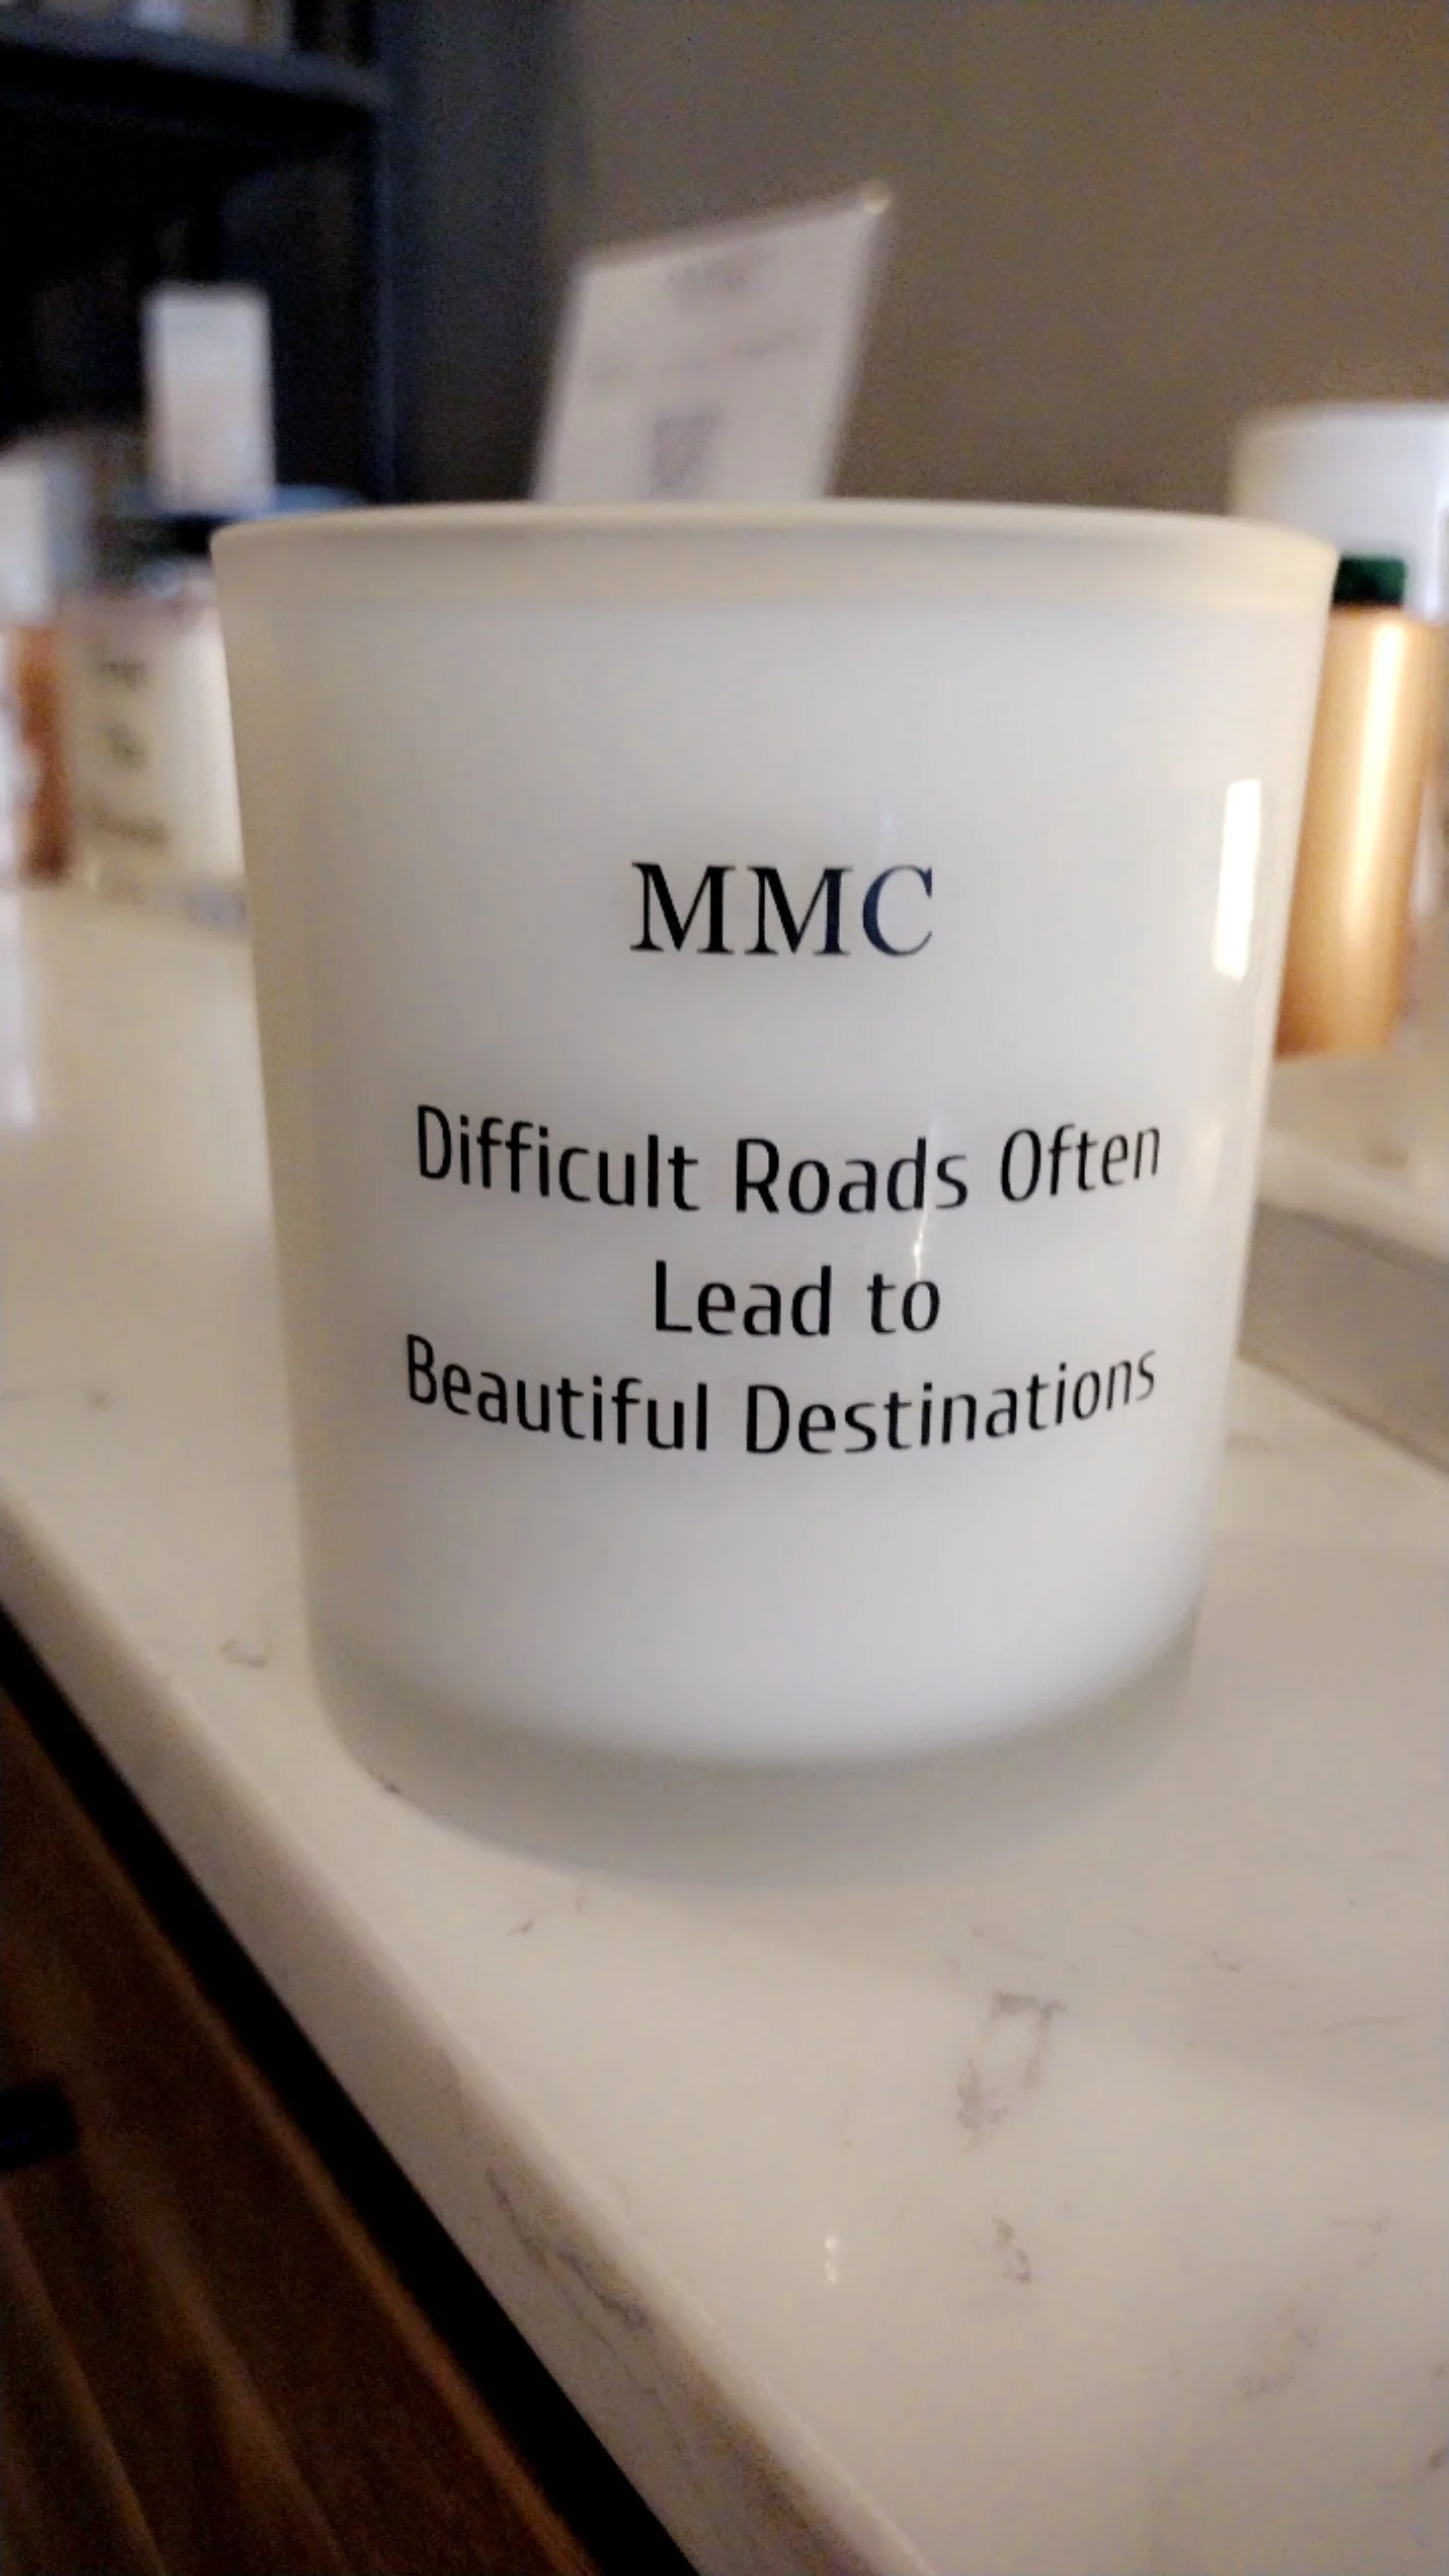 MMC
Difficult Roads Often
Lead to
Beautiful Destinations